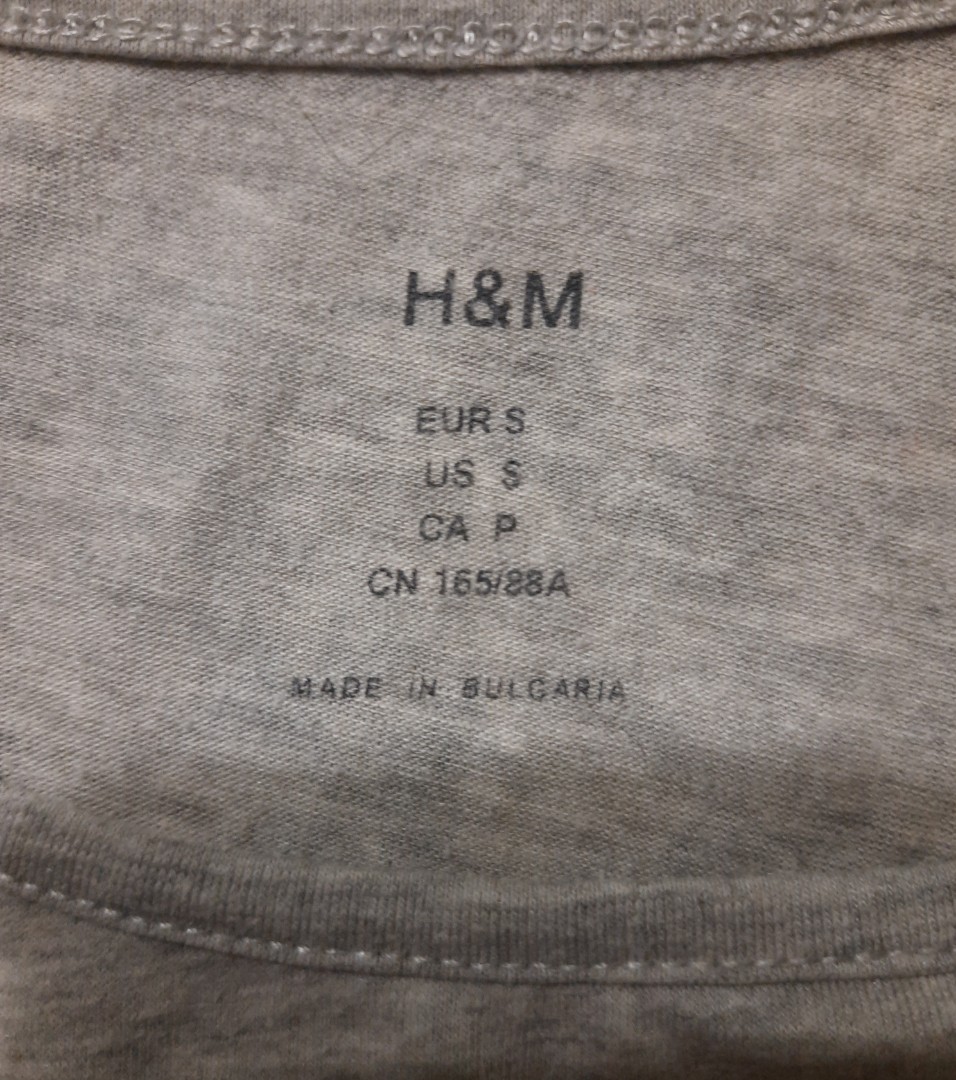 H&M
EUR S
US S
CA P
CN 165/88A
MADE IN BULGARIA